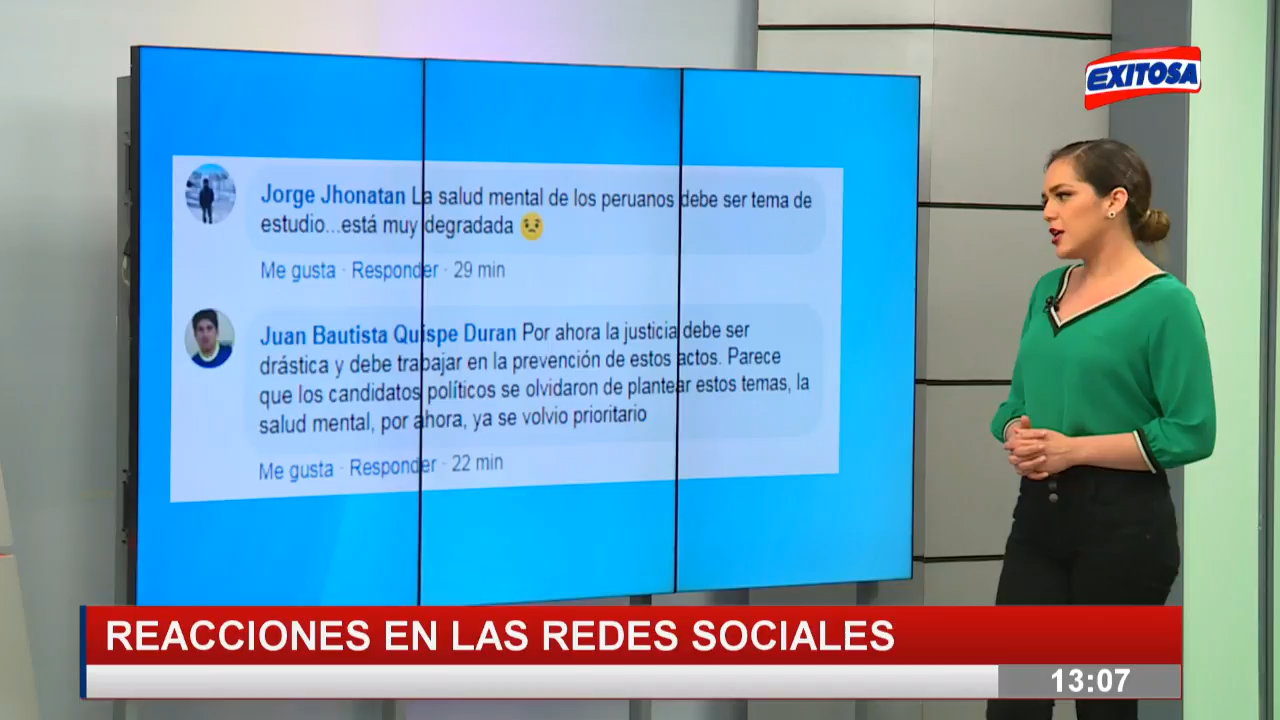 EXITOSA
Jorge Jhonatan La salud mental de los peruanos debe ser tema de
estudio...está muy degradada 😟
Me gusta · Responder · 29 min
Juan Bautista Quispe Duran Por ahora la justicia debe ser
drástica y debe trabajar en la prevención de estos actos. Parece
que los candidatos políticos se olvidaron de plantear estos temas, la
salud mental, por ahora, ya se volvio prioritario
Me gusta · Responder · 22 min
REACCIONES EN LAS REDES SOCIALES
13:07